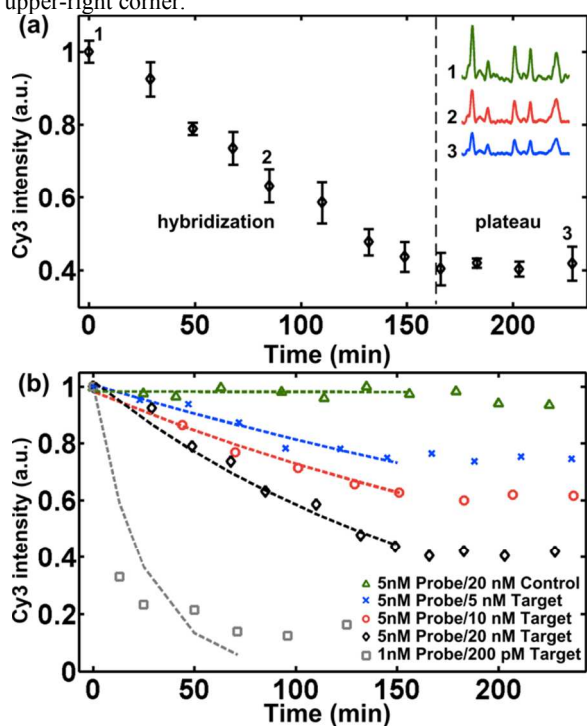 upper-right corner.
(a)
1
1
2
3
1
0.8
0.6
0.4
Cy3 intensity (a.u.)
2
hybridization
plateau
3
0
50
100
150
200
Time (min)
(b)
1
0.8
0.6
0.4
0.2
0
Cy3 intensity (a.u.)
5nM Probe/20 nM Control
5nM Probe/5 nM Target
5nM Probe/10 nM Target
5nM Probe/20 nM Target
1nM Probe/200 pM Target
0
50
100
150
200
Time (min)